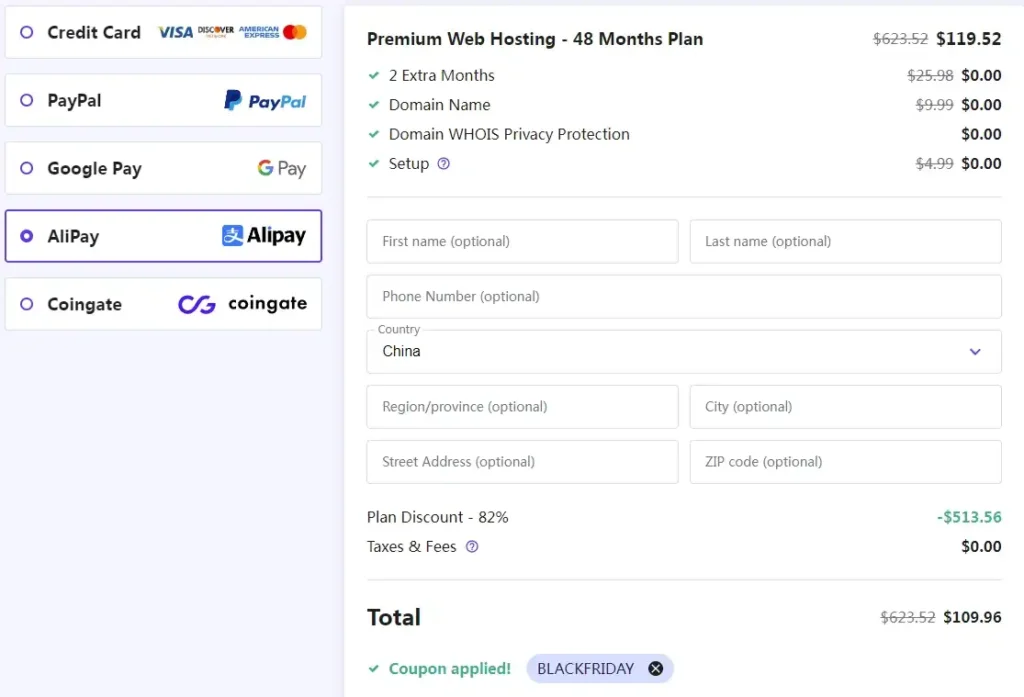 Credit Card VISA DISCOVER AMERICAN EXPRESS
PayPal PayPal
Google Pay G Pay
AliPay Alipay
Coingate coingate
Premium Web Hosting - 48 Months Plan $623.52 $119.52
2 Extra Months $25.98 $0.00
Domain Name $9.99 $0.00
Domain WHOIS Privacy Protection $0.00
Setup $4.99 $0.00
First name (optional) Last name (optional)
Phone Number (optional)
Country
China
Region/province (optional) City (optional)
Street Address (optional) ZIP code (optional)
Plan Discount - 82% -$513.56
Taxes & Fees $0.00
Total $623.52 $109.96
Coupon applied! BLACKFRIDAY